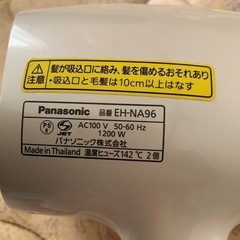 髪が吸込口に絡み、髪を傷めるおそれあり
・吸込口と毛髪は10cm以上はなす
Panasonic 品番 EH-NA96
PS E JET AC100 V 50-60 Hz
1200 W
パナソニック株式会社
Made in Thailand 温度ヒューズ142℃ 2個